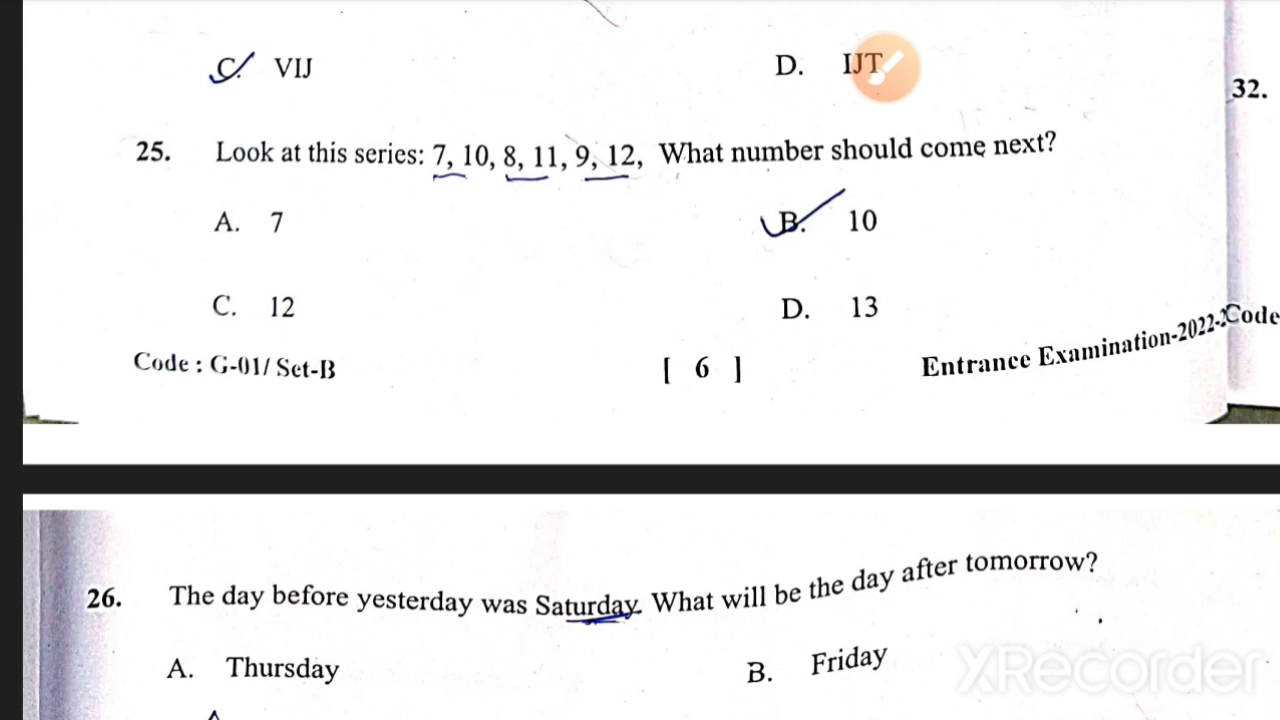 C. VIJ D. IJT
32.
25. Look at this series: 7, 10, 8, 11, 9, 12, What number should come next?
A. 7 B. 10
C. 12 D. 13
Code : G-01/ Set-B [ 6 ] Entrance Examination-2022-2 Code
26. The day before yesterday was Saturday. What will be the day after tomorrow?
A. Thursday B. Friday
XRecorder